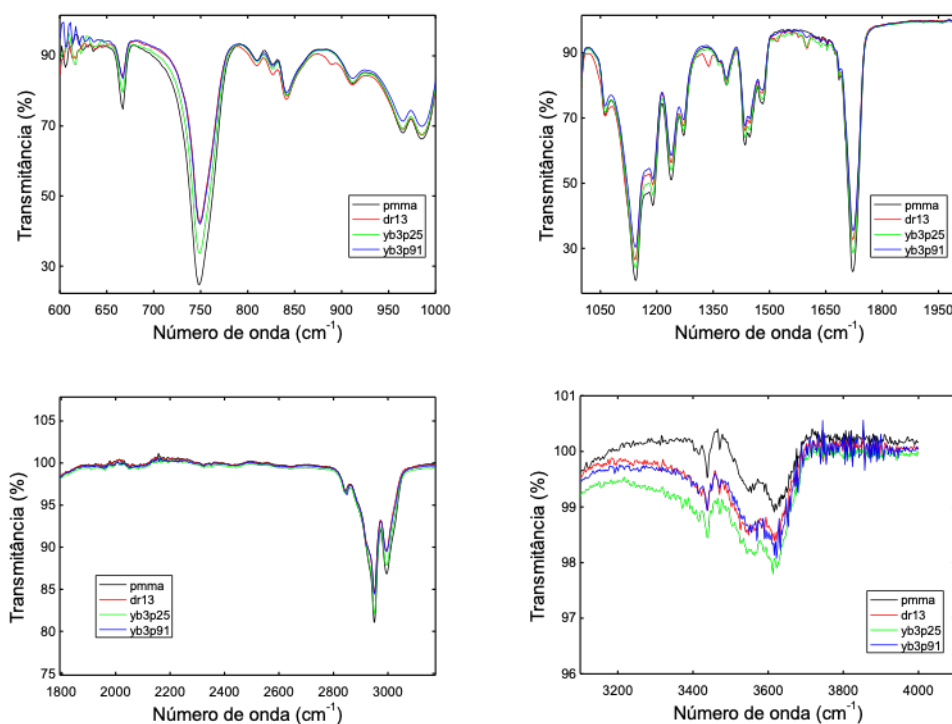 90
70
50
30
600 650 700 750 800 850 900 950 1000
Transmitância (%)
Número de onda (cm-1)
pmma
dr13
yb3p25
yb3p91
90
70
50
30
1050 1200 1350 1500 1650 1800 1950
Transmitância (%)
Número de onda (cm-1)
pmma
dr13
yb3p25
yb3p91
105
100
95
90
85
80
75
1800 2000 2200 2400 2600 2800 3000
Transmitância (%)
Número de onda (cm-1)
pmma
dr13
yb3p25
yb3p91
101
100
99
98
97
96
3200 3400 3600 3800 4000
Transmitância (%)
Número de onda (cm-1)
pmma
dr13
yb3p25
yb3p91